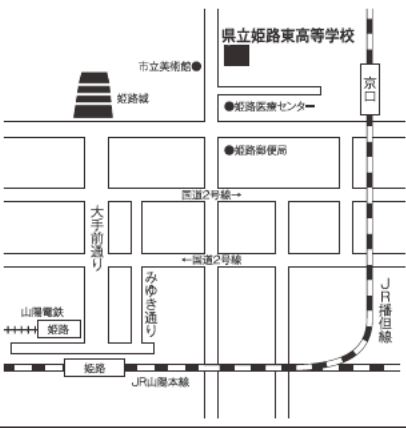 県立姫路東高等学校
市立美術館●
京口
姫路城
●姫路医療センター
●姫路郵便局
国道2号線→
大手前通り
←国道2号線
みゆき通り
JR播但線
山陽電鉄
姫路
姫路
JR山陽本線